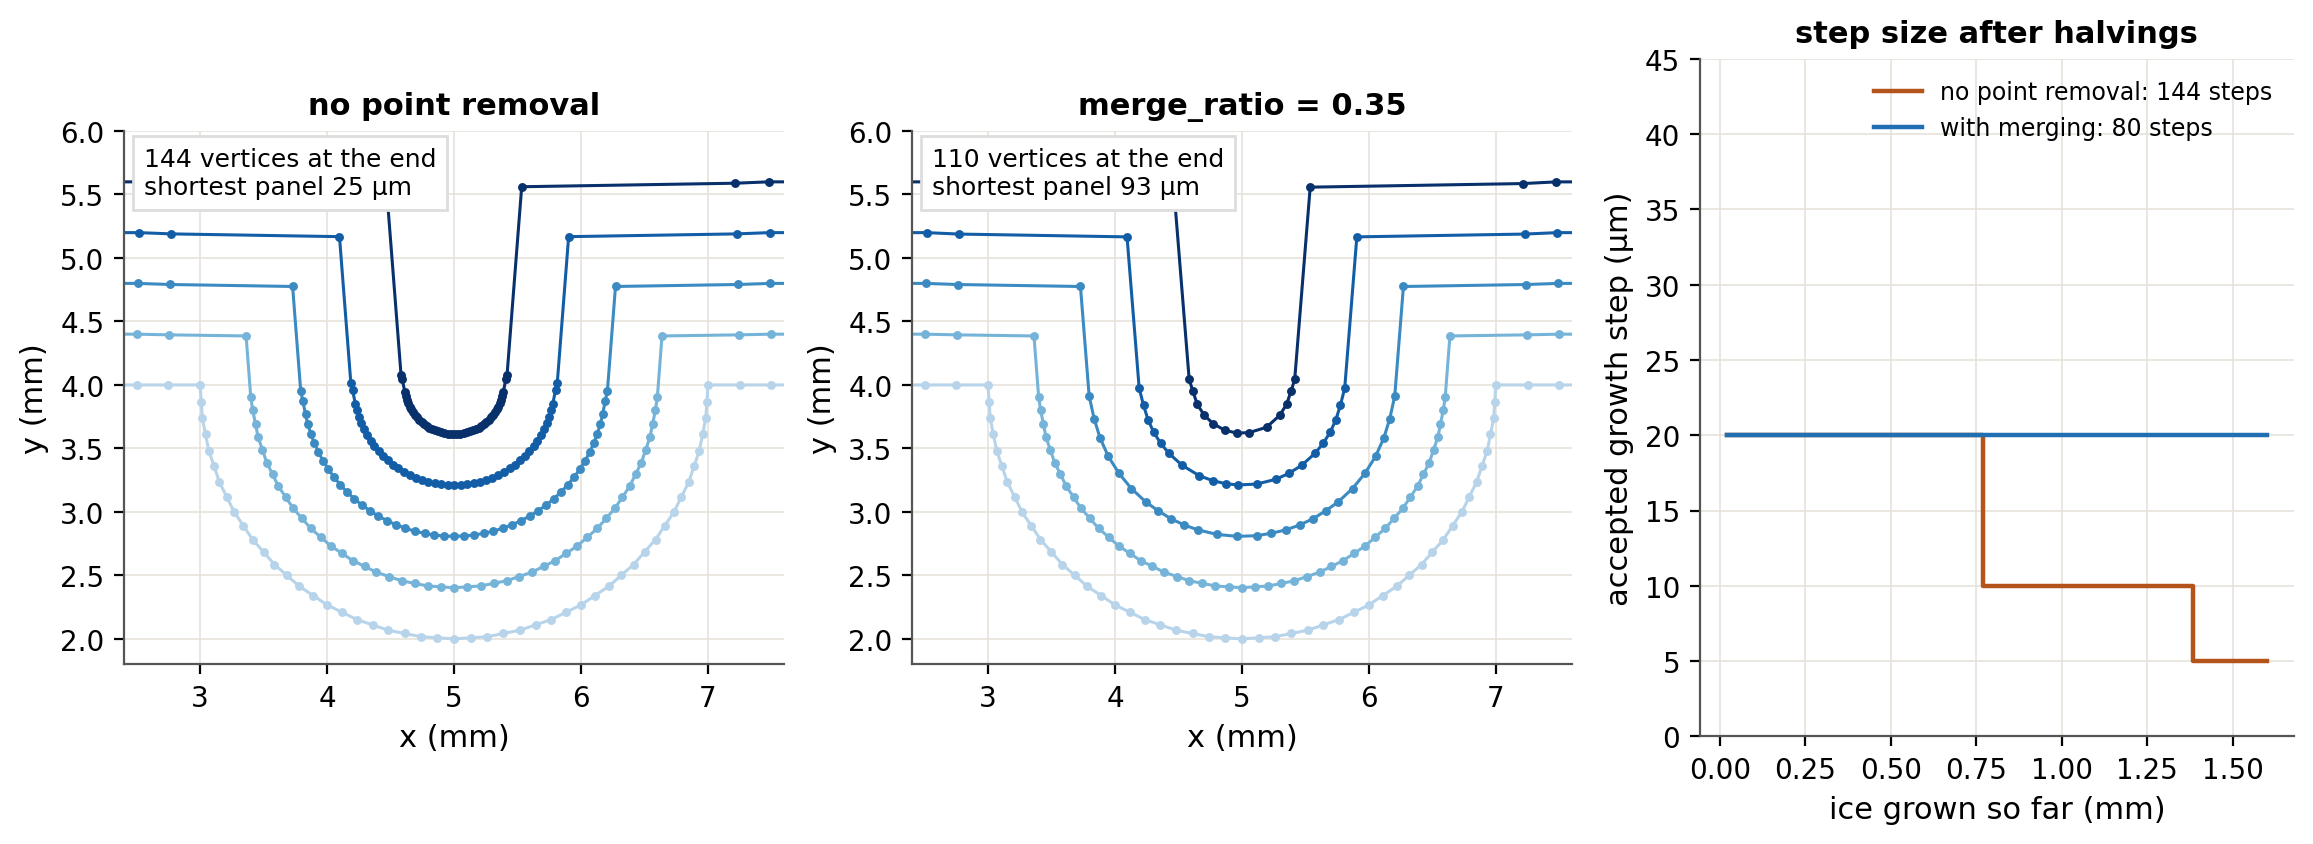 no point removal
144 vertices at the end
shortest panel 25 µm
6.0
5.5
5.0
4.5
4.0
3.5
3.0
2.5
2.0
y (mm)
3 4 5 6 7
x (mm)
merge_ratio = 0.35
110 vertices at the end
shortest panel 93 µm
6.0
5.5
5.0
4.5
4.0
3.5
3.0
2.5
2.0
y (mm)
3 4 5 6 7
x (mm)
step size after halvings
no point removal: 144 steps
with merging: 80 steps
45
40
35
30
25
20
15
10
5
0
accepted growth step (µm)
0.00 0.25 0.50 0.75 1.00 1.25 1.50
ice grown so far (mm)